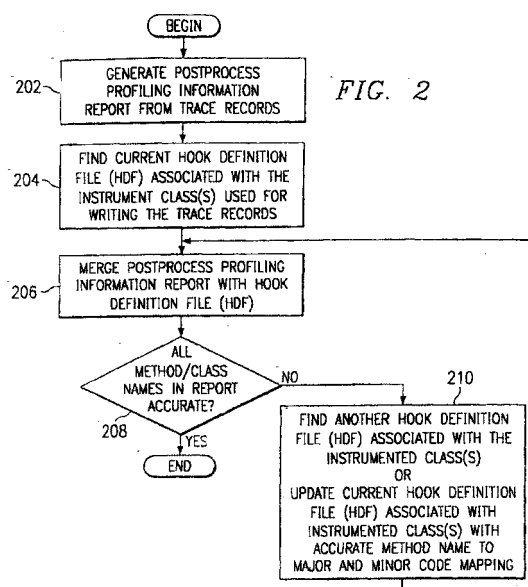 BEGIN
202
GENERATE POSTPROCESS
PROFILING INFORMATION
REPORT FROM TRACE RECORDS
FIG. 2
204
FIND CURRENT HOOK DEFINITION
FILE (HDF) ASSOCIATED WITH THE
INSTRUMENT CLASS(S) USED FOR
WRITING THE TRACE RECORDS
206
MERGE POSTPROCESS PROFILING
INFORMATION REPORT WITH HOOK
DEFINITION FILE (HDF)
ALL
METHOD/CLASS
NAMES IN REPORT
ACCURATE?
208
NO
YES
END
210
FIND ANOTHER HOOK DEFINITION
FILE (HDF) ASSOCIATED WITH THE
INSTRUMENTED CLASS(S)
OR
UPDATE CURRENT HOOK DEFINITION
FILE (HDF) ASSOCIATED WITH
INSTRUMENTED CLASS(S) WITH
ACCURATE METHOD NAME TO
MAJOR AND MINOR CODE MAPPING